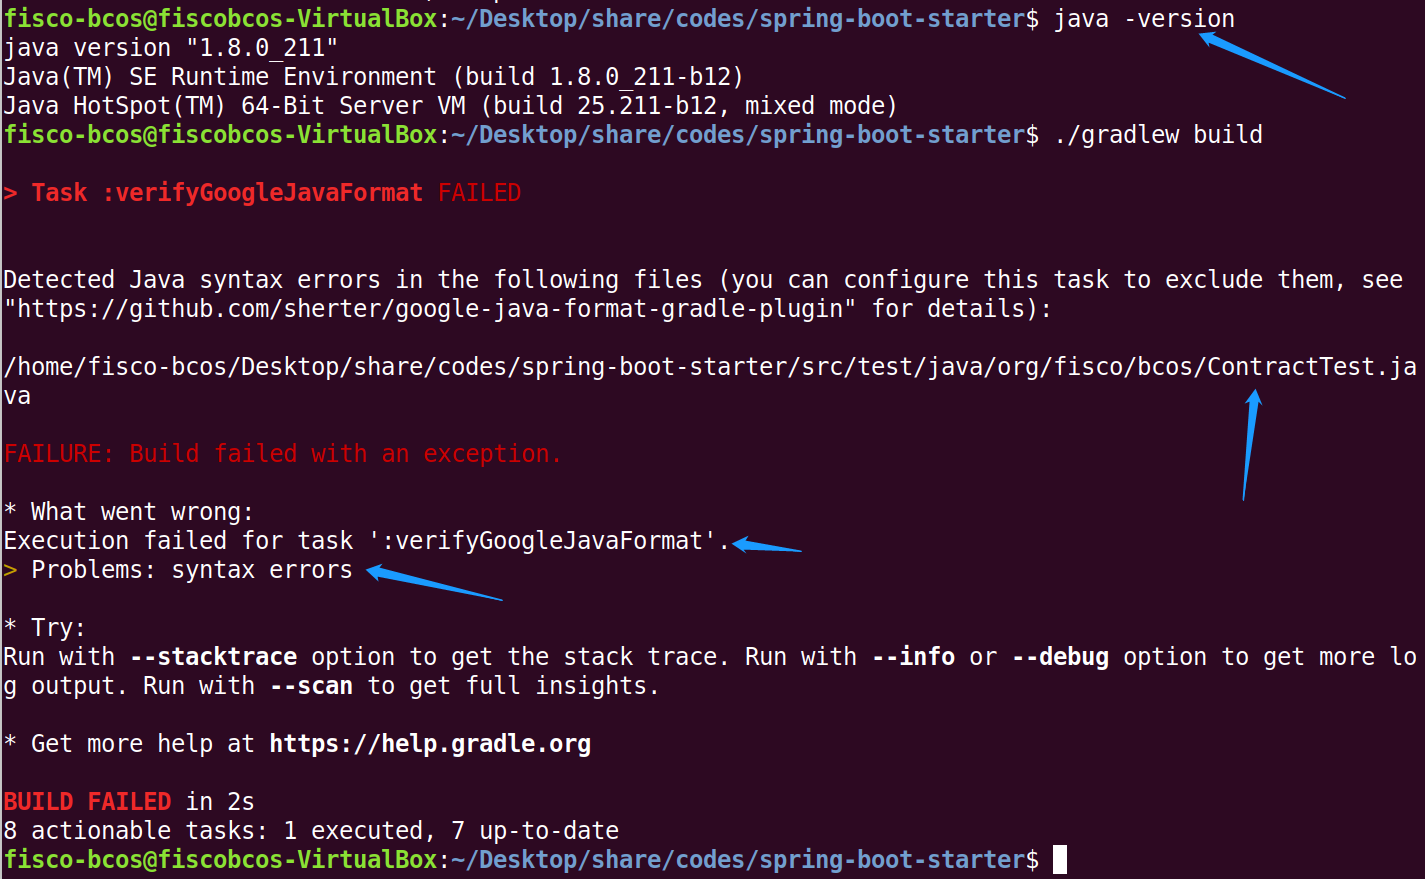 fisco-bcos@fiscobcos-VirtualBox:~/Desktop/share/codes/spring-boot-starter$ java -version
java version "1.8.0_211"
Java(TM) SE Runtime Environment (build 1.8.0_211-b12)
Java HotSpot(TM) 64-Bit Server VM (build 25.211-b12, mixed mode)
fisco-bcos@fiscobcos-VirtualBox:~/Desktop/share/codes/spring-boot-starter$ ./gradlew build
> Task :verifyGoogleJavaFormat FAILED
Detected Java syntax errors in the following files (you can configure this task to exclude them, see
"https://github.com/sherter/google-java-format-gradle-plugin" for details):
/home/fisco-bcos/Desktop/share/codes/spring-boot-starter/src/test/java/org/fisco/bcos/ContractTest.ja
va
FAILURE: Build failed with an exception.
* What went wrong:
Execution failed for task ':verifyGoogleJavaFormat'.
> Problems: syntax errors
* Try:
Run with --stacktrace option to get the stack trace. Run with --info or --debug option to get more lo
g output. Run with --scan to get full insights.
* Get more help at https://help.gradle.org
BUILD FAILED in 2s
8 actionable tasks: 1 executed, 7 up-to-date
fisco-bcos@fiscobcos-VirtualBox:~/Desktop/share/codes/spring-boot-starter$